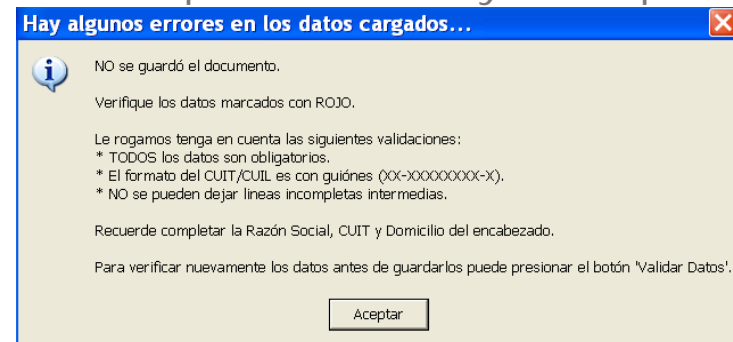 Hay algunos errores en los datos cargados...
NO se guardó el documento.
Verifique los datos marcados con ROJO.
Le rogamos tenga en cuenta las siguientes validaciones:
* TODOS los datos son obligatorios.
* El formato del CUIT/CUIL es con guiónes (XX-XXXXXXXX-X).
* NO se pueden dejar lineas incompletas intermedias.
Recuerde completar la Razón Social, CUIT y Domicilio del encabezado.
Para verificar nuevamente los datos antes de guardarlos puede presionar el botón 'Validar Datos'.
Aceptar